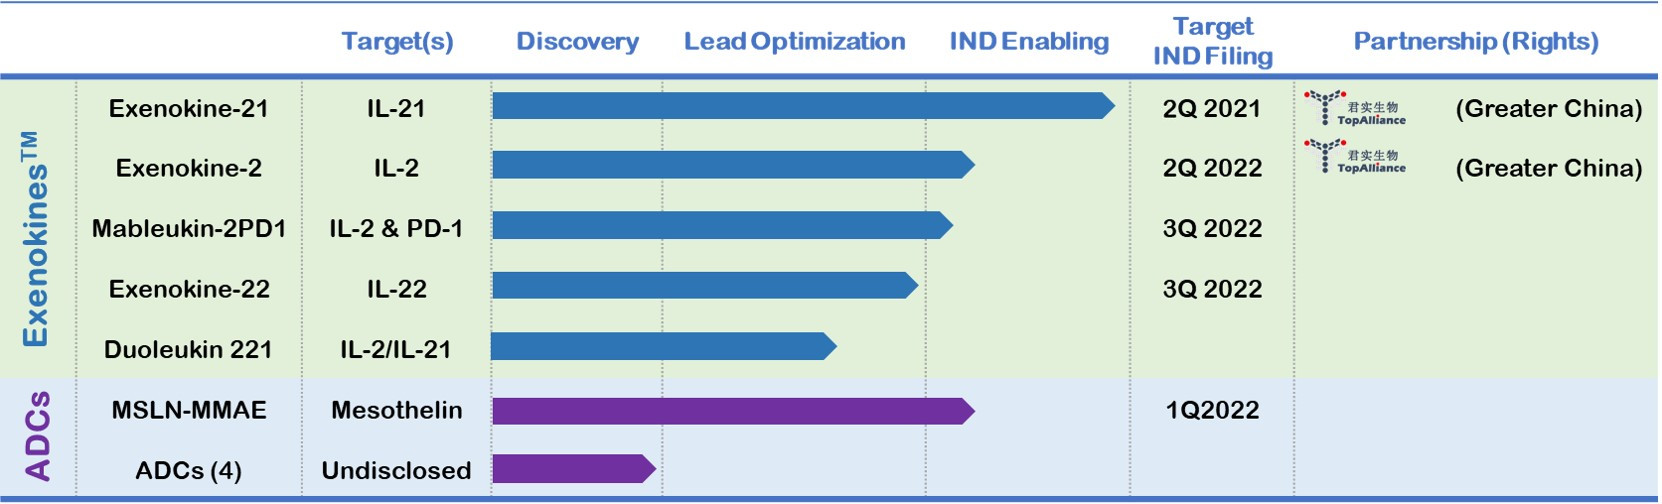 Target(s) Discovery Lead Optimization IND Enabling Target IND Filing Partnership (Rights)
Exenokines™
Exenokine-21 IL-21 2Q 2021 君实生物 TopAlliance (Greater China)
Exenokine-2 IL-2 2Q 2022 君实生物 TopAlliance (Greater China)
Mableukin-2PD1 IL-2 & PD-1 3Q 2022
Exenokine-22 IL-22 3Q 2022
Duoleukin 221 IL-2/IL-21
ADCs
MSLN-MMAE Mesothelin 1Q2022
ADCs (4) Undisclosed